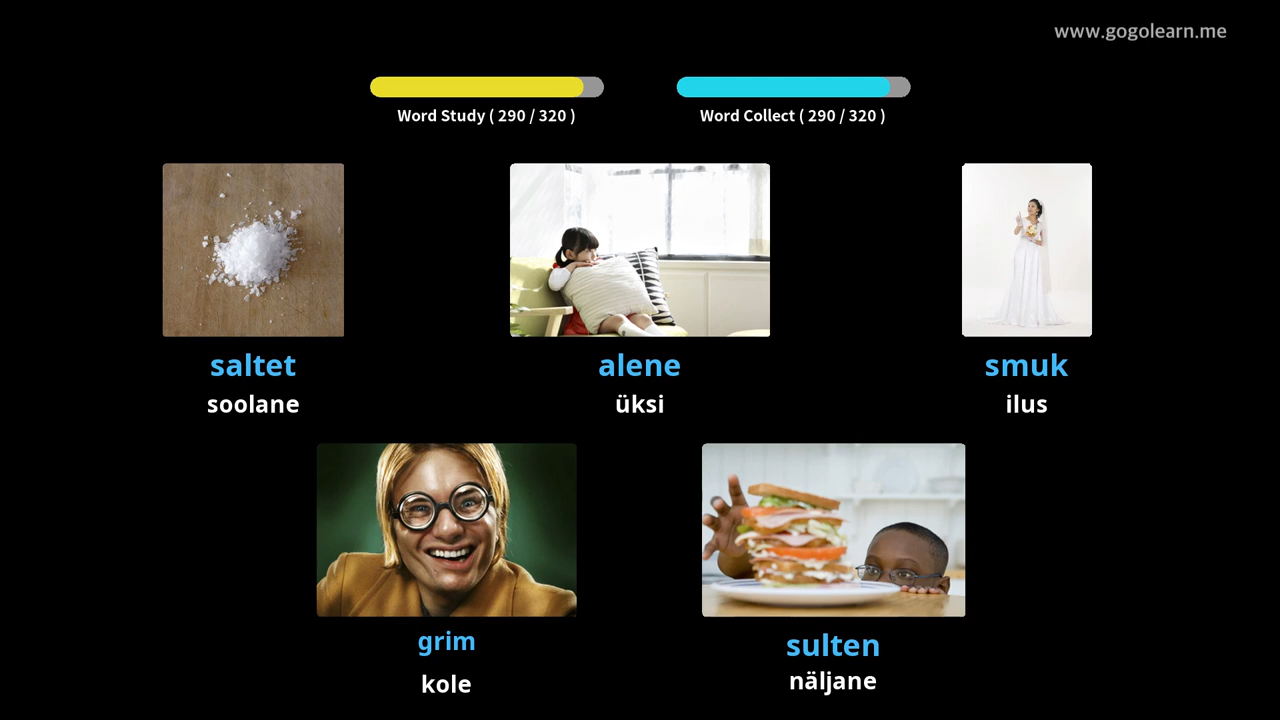 www.gogolearn.me
Word Study ( 290 / 320 )
Word Collect ( 290 / 320 )
saltet
soolane
alene
üksi
smuk
ilus
grim
kole
sulten
näljane